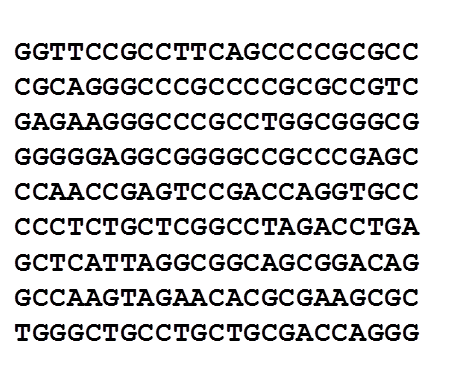 GGTTCCGCCTTCAGCCCCGCGCC
CGCAGGGCCCGCCCCGCGCCGTC
GAGAAGGGCCCGCCTGGCGGGCG
GGGGGAGGCGGGGCCGCCCGAGC
CCAACCGAGTCCGACCAGGTGCC
CCCTCTGCTCGGCCTAGACCTGA
GCTCATTAGGCGGCAGCGGACAG
GCCAAGTAGAACACGCGAAGCGC
TGGGCTGCCTGCTGCGACCAGGG